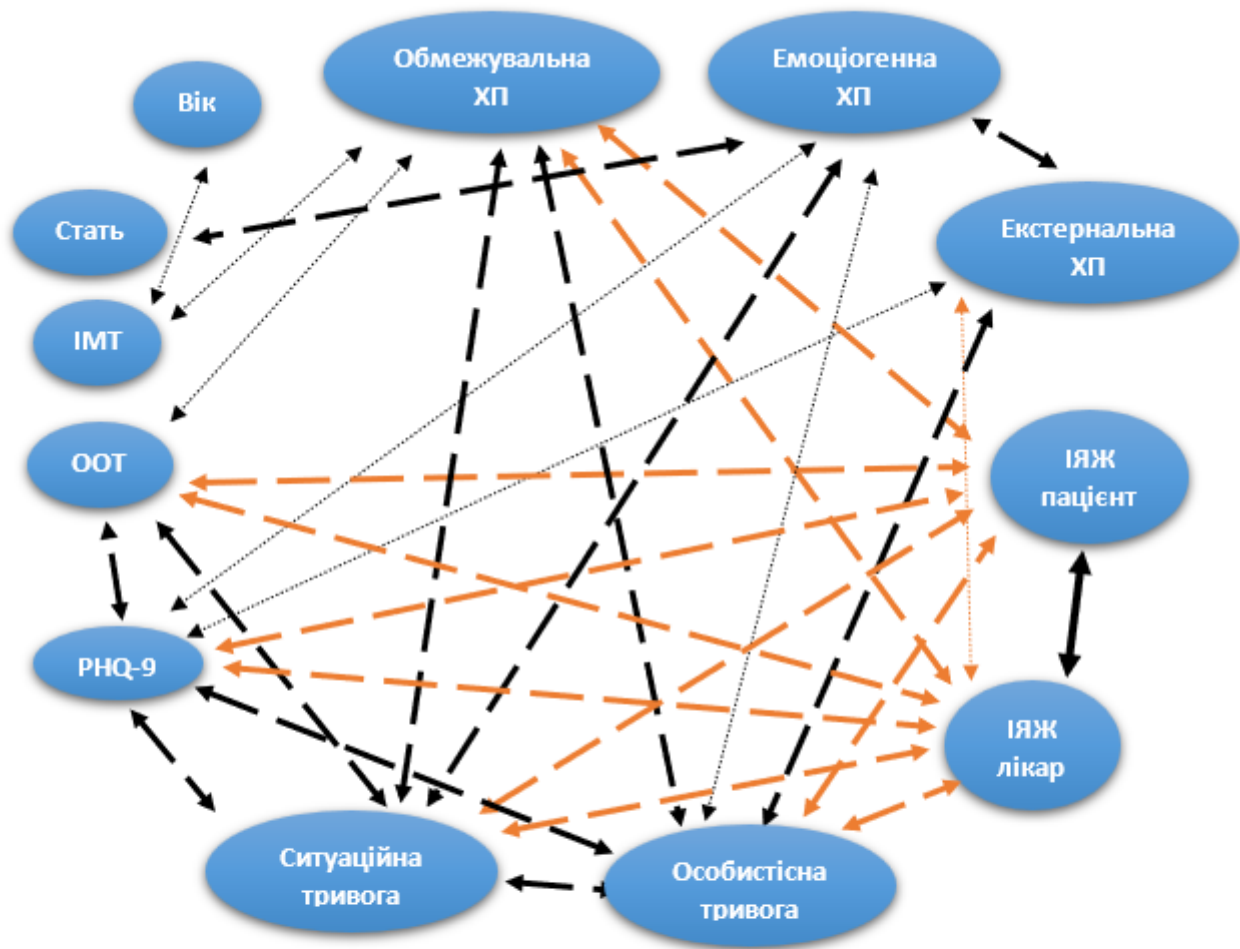 Обмежувальна
ХП
Емоціогенна
ХП
Вік
Стать
Екстернальна
ХП
ІМТ
ООТ
ІЯЖ
пацієнт
PHQ-9
ІЯЖ
лікар
Ситуаційна
тривога
Особистісна
тривога